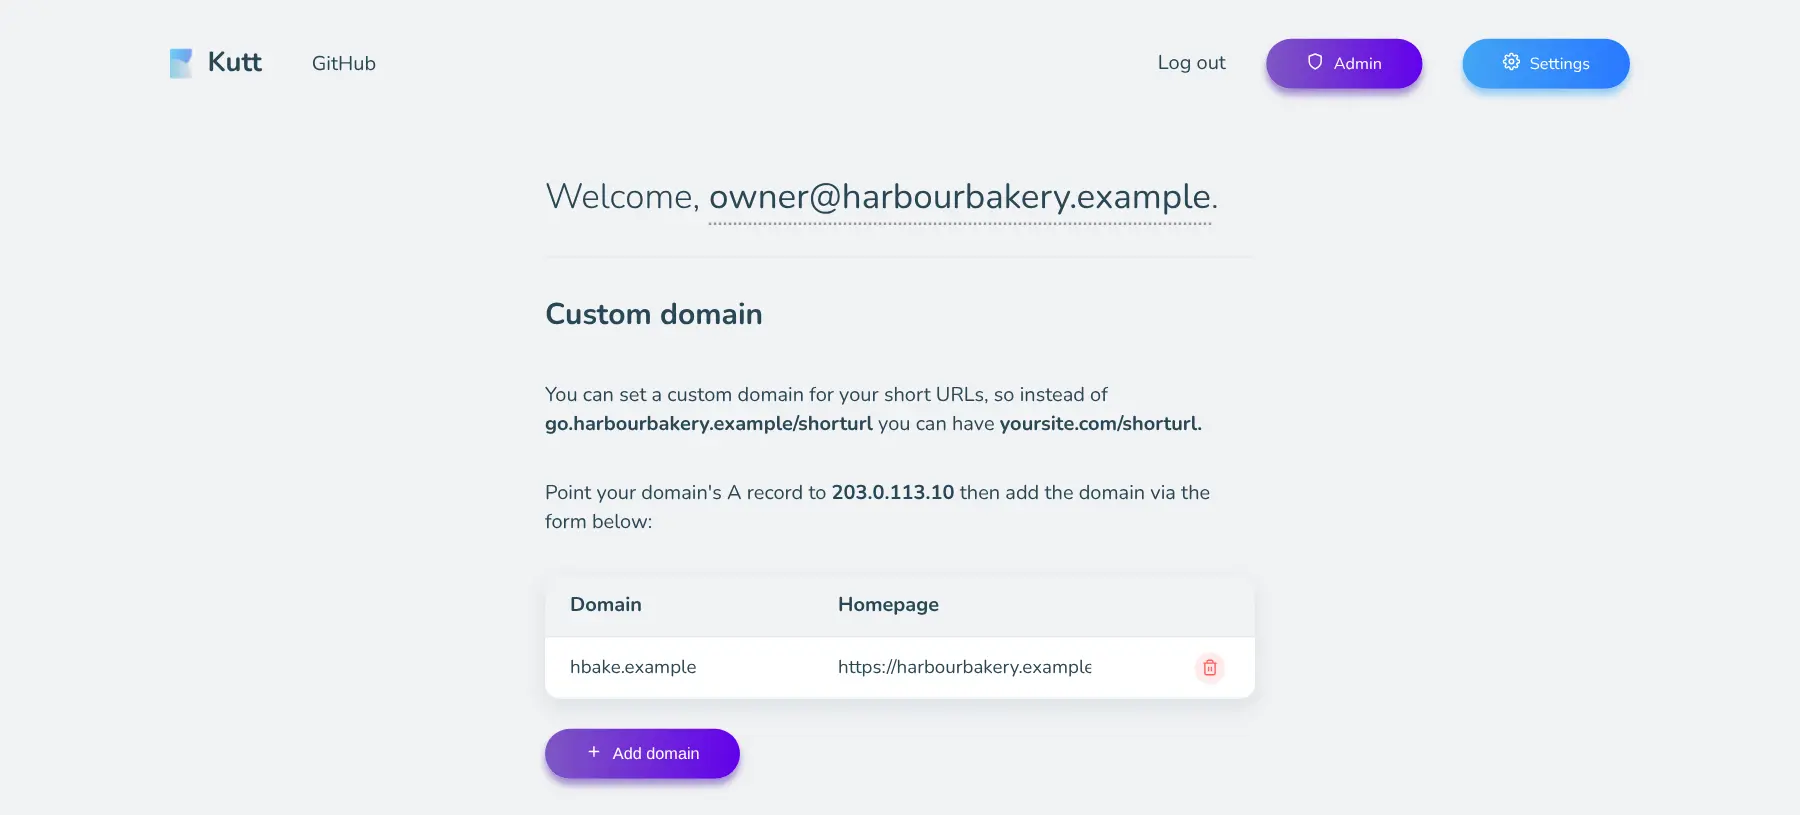 Kutt
GitHub
Log out
Admin
Settings
Welcome, owner@harbourbakery.example.
Custom domain
You can set a custom domain for your short URLs, so instead of
go.harbourbakery.example/shorturl you can have yoursite.com/shorturl.
Point your domain's A record to 203.0.113.10 then add the domain via the
form below:
Domain Homepage
hbake.example https://harbourbakery.example
+ Add domain